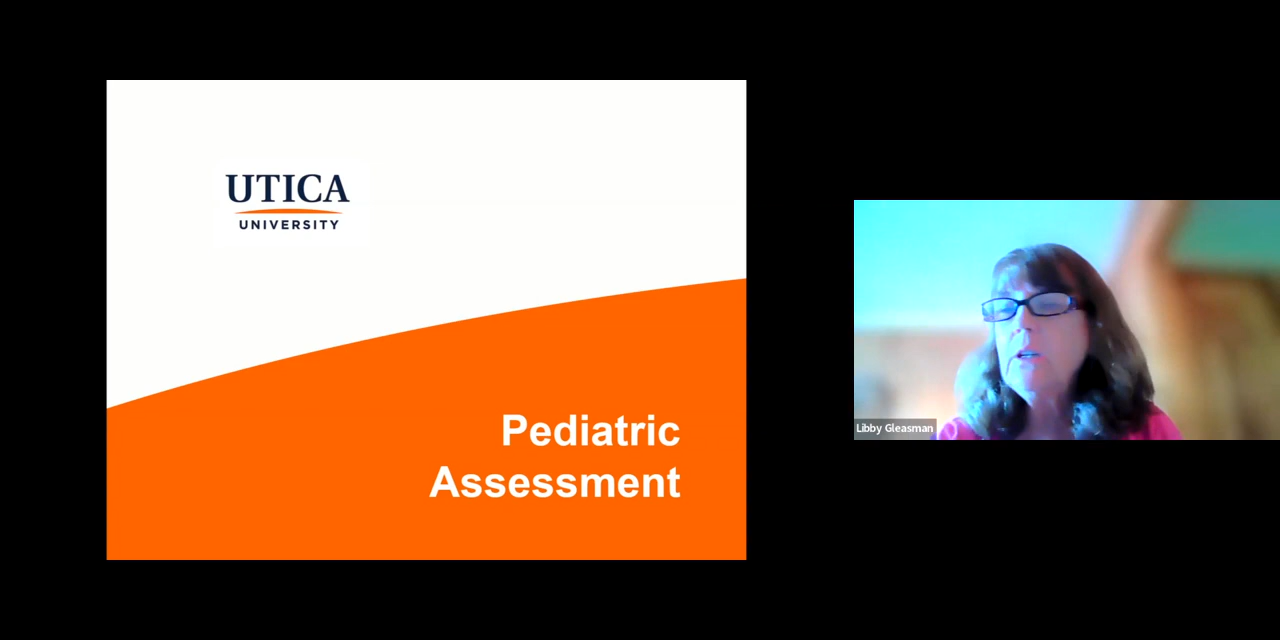 UTICA
UNIVERSITY
Pediatric
Assessment
Libby Gleasman